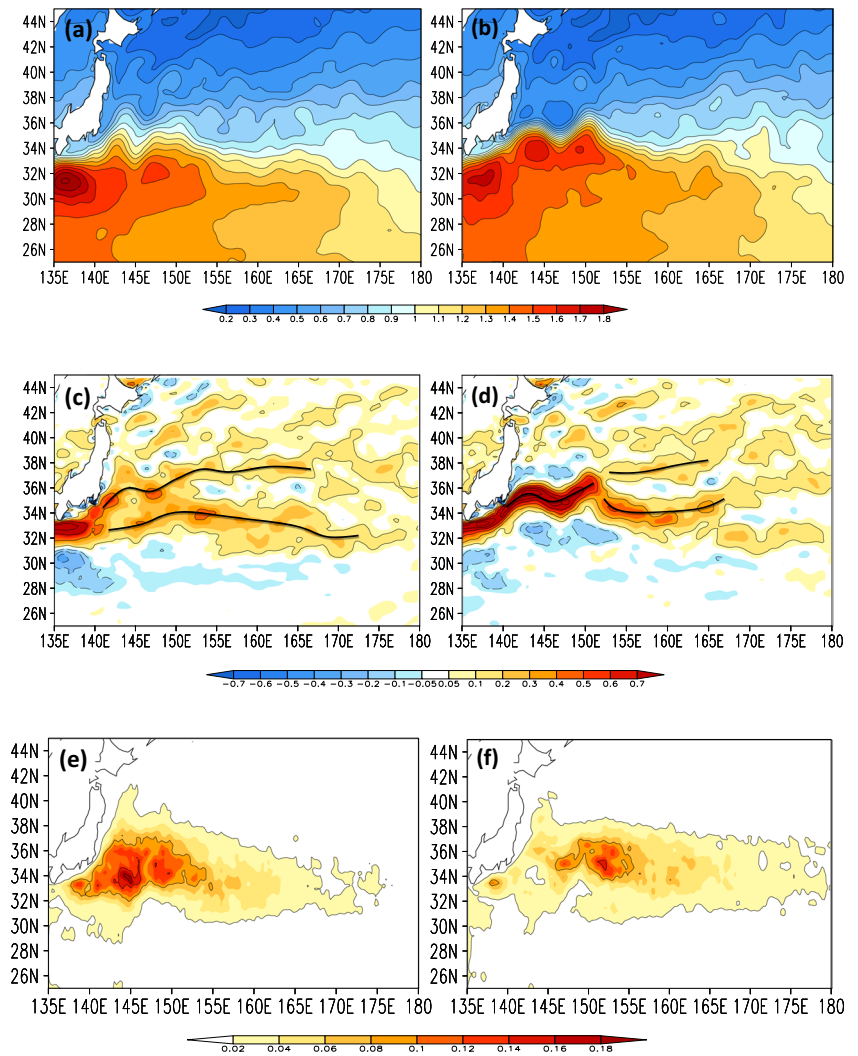 (a)
44N
42N
40N
38N
36N
34N
32N
30N
28N
26N
135E 140E 145E 150E 155E 160E 165E 170E 175E 180
(b)
44N
42N
40N
38N
36N
34N
32N
30N
28N
26N
135E 140E 145E 150E 155E 160E 165E 170E 175E 180
0.2 0.3 0.4 0.5 0.6 0.7 0.8 0.9 1 1.1 1.2 1.3 1.4 1.5 1.6 1.7 1.8
(c)
44N
42N
40N
38N
36N
34N
32N
30N
28N
26N
135E 140E 145E 150E 155E 160E 165E 170E 175E 180
(d)
44N
42N
40N
38N
36N
34N
32N
30N
28N
26N
135E 140E 145E 150E 155E 160E 165E 170E 175E 180
-0.7 -0.6 -0.5 -0.4 -0.3 -0.2 -0.1 -0.05 0.05 0.1 0.2 0.3 0.4 0.5 0.6 0.7
(e)
44N
42N
40N
38N
36N
34N
32N
30N
28N
26N
135E 140E 145E 150E 155E 160E 165E 170E 175E 180
(f)
44N
42N
40N
38N
36N
34N
32N
30N
28N
26N
135E 140E 145E 150E 155E 160E 165E 170E 175E 180
0.02 0.04 0.06 0.08 0.1 0.12 0.14 0.16 0.18